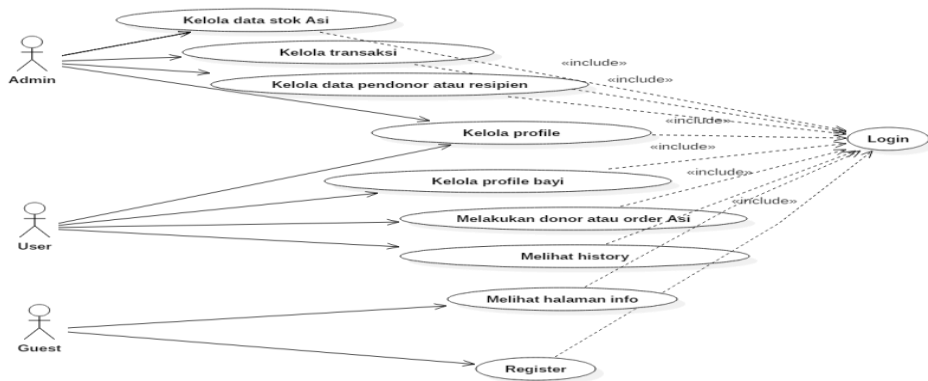 Kelola data stok Asi
Kelola transaksi
«include»
Admin
Kelola data pendonor atau resipien
«include»
Kelola profile
Login
«include»
Kelola profile bayi
«include»
«include»
Melakukan donor atau order Asi
User
Melihat history
Melihat halaman info
Guest
Register